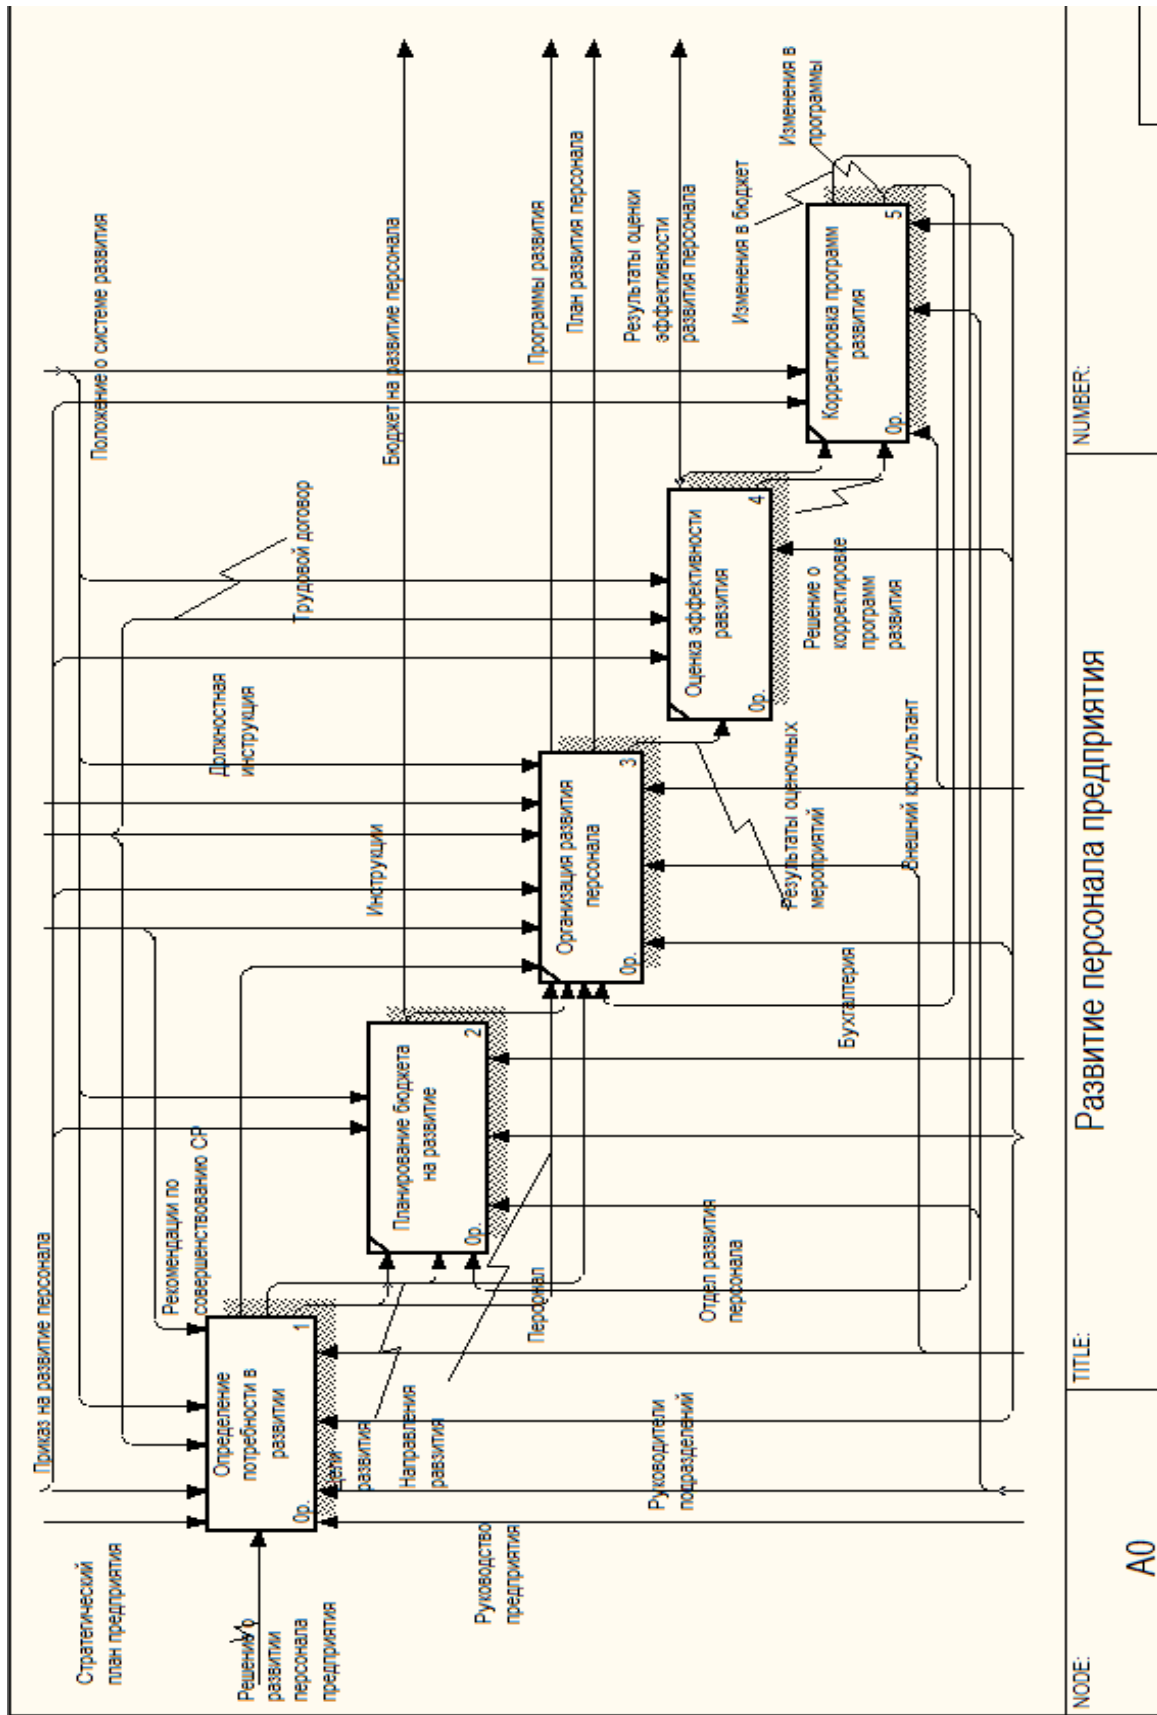 Стратегический
план предприятия
Приказ на развитие персонала
Рекомендации по
совершенствованию СР
Положение о системе развития
Должностная
инструкция
Трудовой договор
Инструкции
Бюджет на развитие персонала
Решение о
развитии
персонала
предприятия
Определение
потребности в
развитии
0р.
1
Цели
развития
Направления
равзития
Планирование бюджета
на развитие
0р.
2
Персонал
Организация развития
персонала
0р.
3
Программы развития
План развития персонала
Результаты оценки
эффективности
развития персонала
Оценка эффективности
равзития
0р.
4
Результаты оценочных
мероприятий
Решение о
корректировке
программ
развития
Корректировка программ
развития
0р.
5
Изменения в бюджет
Изменения в
программы
Руководство
предприятия
Руководители
подразделений
Отдел развития
персонала
Бухгалтерия
Внешний консультант
NODE:
A0
TITLE:
Развитие персонала предприятия
NUMBER: